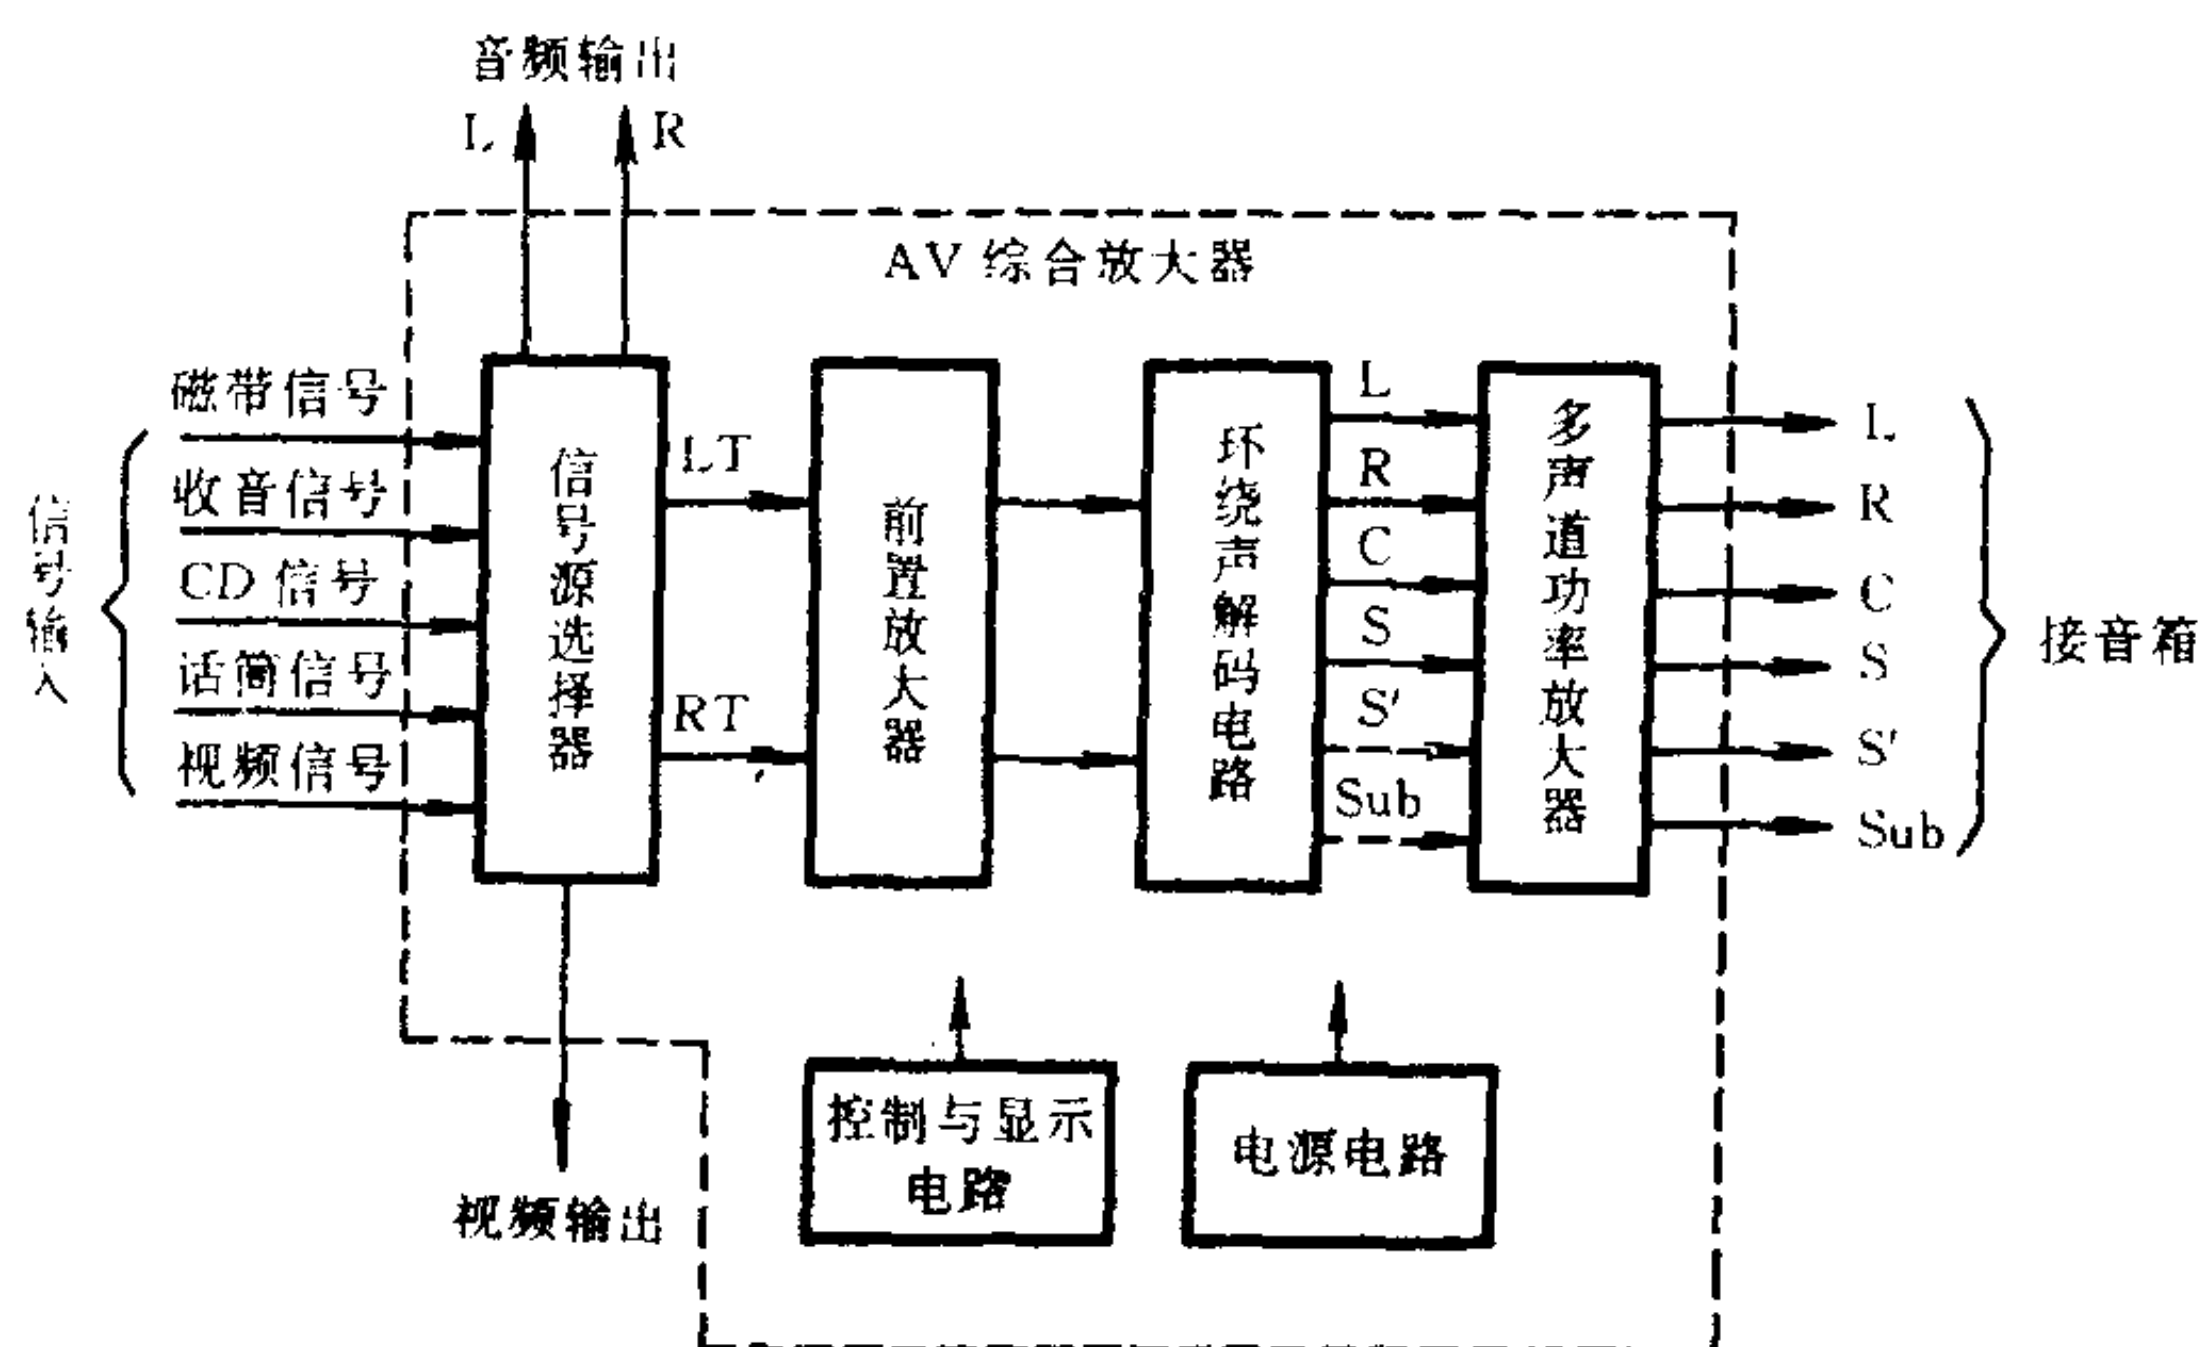 音频输出
L
R
AV 综合放大器
信号输入
磁带信号
收音信号
CD 信号
话筒信号
视频信号
信号源选择器
LT
RT
前置放大器
环绕声解码电路
L
R
C
S
S'
Sub
多声道功率放大器
L
R
C
S
S'
Sub
接音箱
视频输出
控制与显示
电路
电源电路